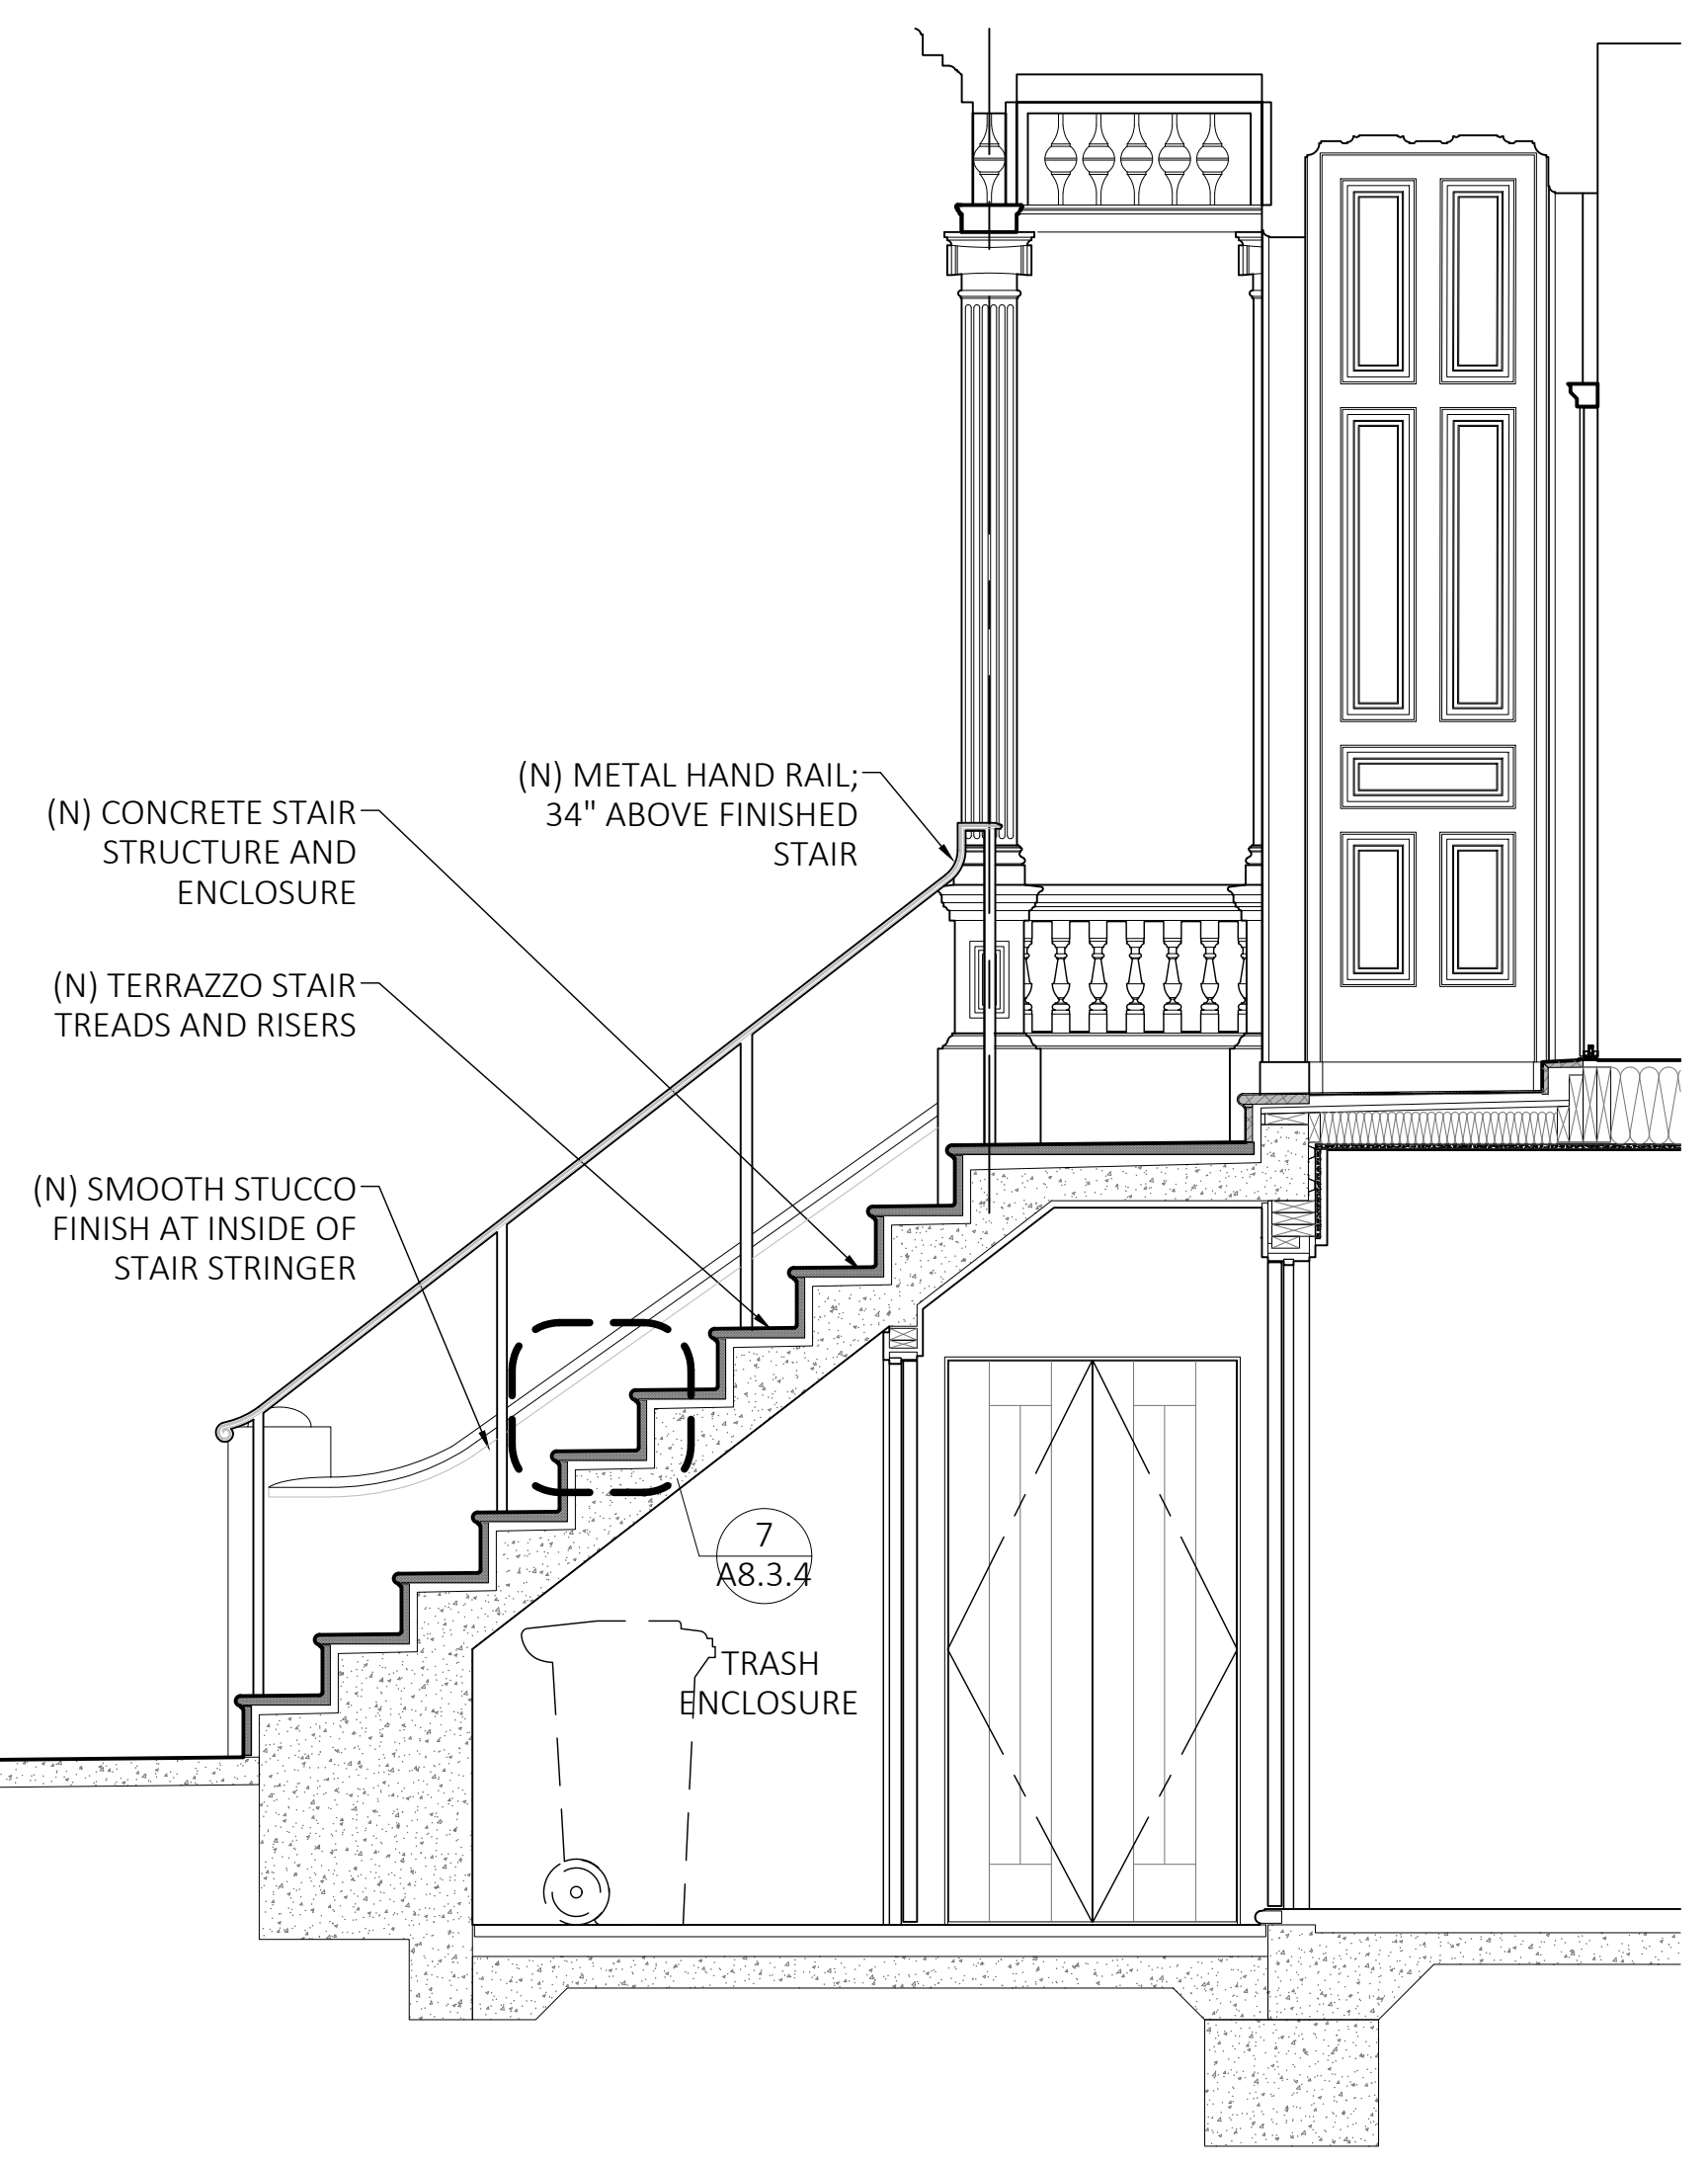 (N) METAL HAND RAIL;
34" ABOVE FINISHED
STAIR
(N) CONCRETE STAIR
STRUCTURE AND
ENCLOSURE
(N) TERRAZZO STAIR
TREADS AND RISERS
(N) SMOOTH STUCCO
FINISH AT INSIDE OF
STAIR STRINGER
7
A8.3.4
TRASH
ENCLOSURE